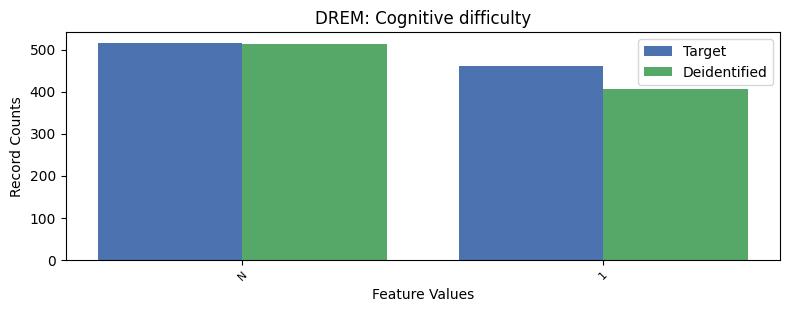 DREM: Cognitive difficulty
Target
Deidentified
Record Counts
500
400
300
200
100
0
N
1
Feature Values